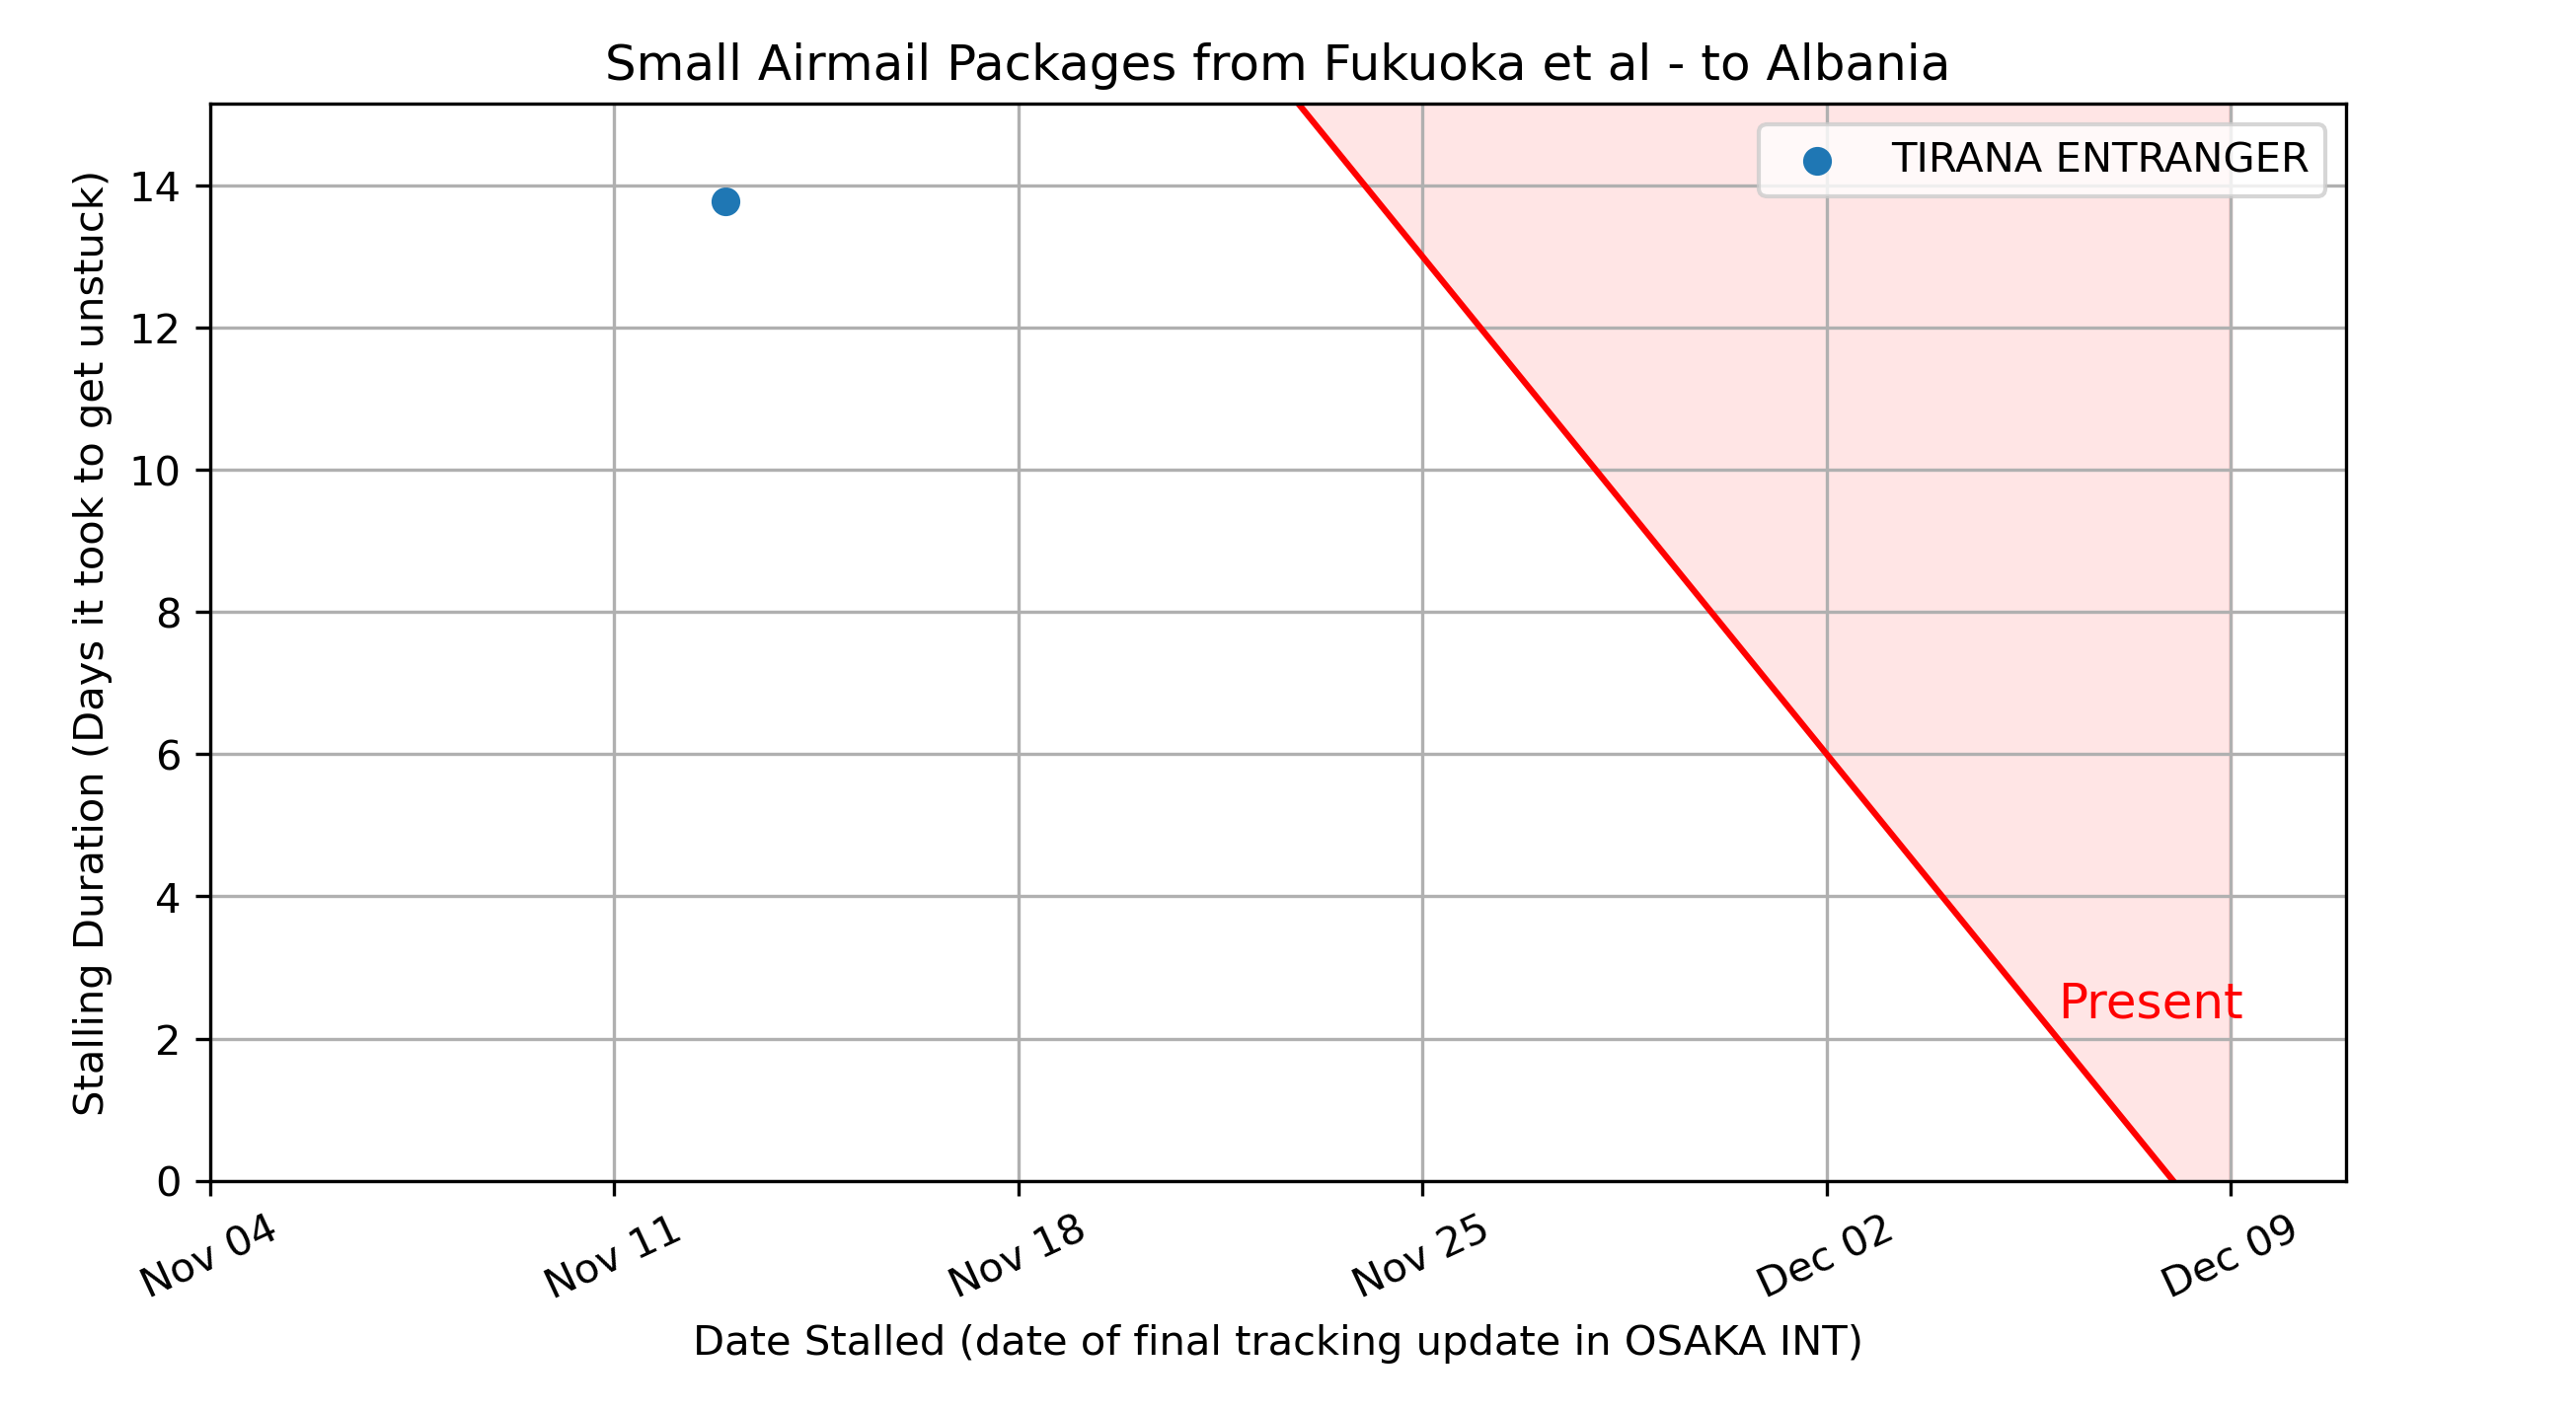 Small Airmail Packages from Fukuoka et al - to Albania
TIRANA ENTRANGER
Stalling Duration (Days it took to get unstuck)
14
12
10
8
6
4
2
0
Present
Nov 04
Nov 11
Nov 18
Nov 25
Dec 02
Dec 09
Date Stalled (date of final tracking update in OSAKA INT)